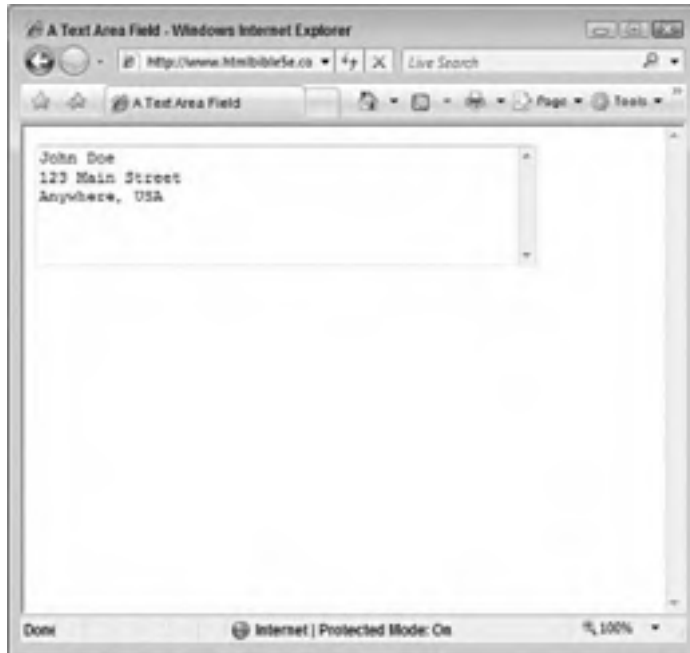 A Text Area Field - Windows Internet Explorer
http://www.htmlbible5e.co
Live Search
A Text Area Field
Page
Tools
John Doe
123 Main Street
Anywhere, USA
Done
Internet | Protected Mode: On
100%